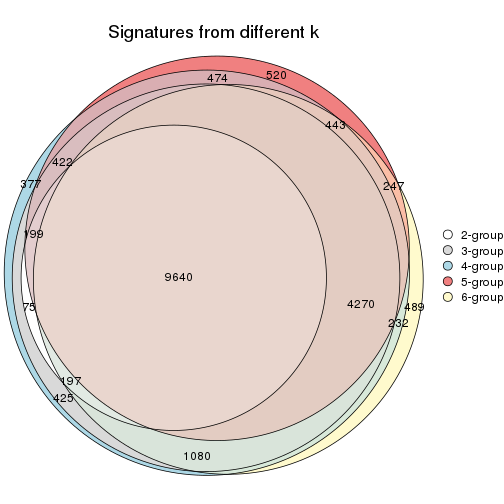 Signatures from different k
474
520
443
422
377
247
199
9640
4270
75
489
232
197
425
1080
2-group
3-group
4-group
5-group
6-group